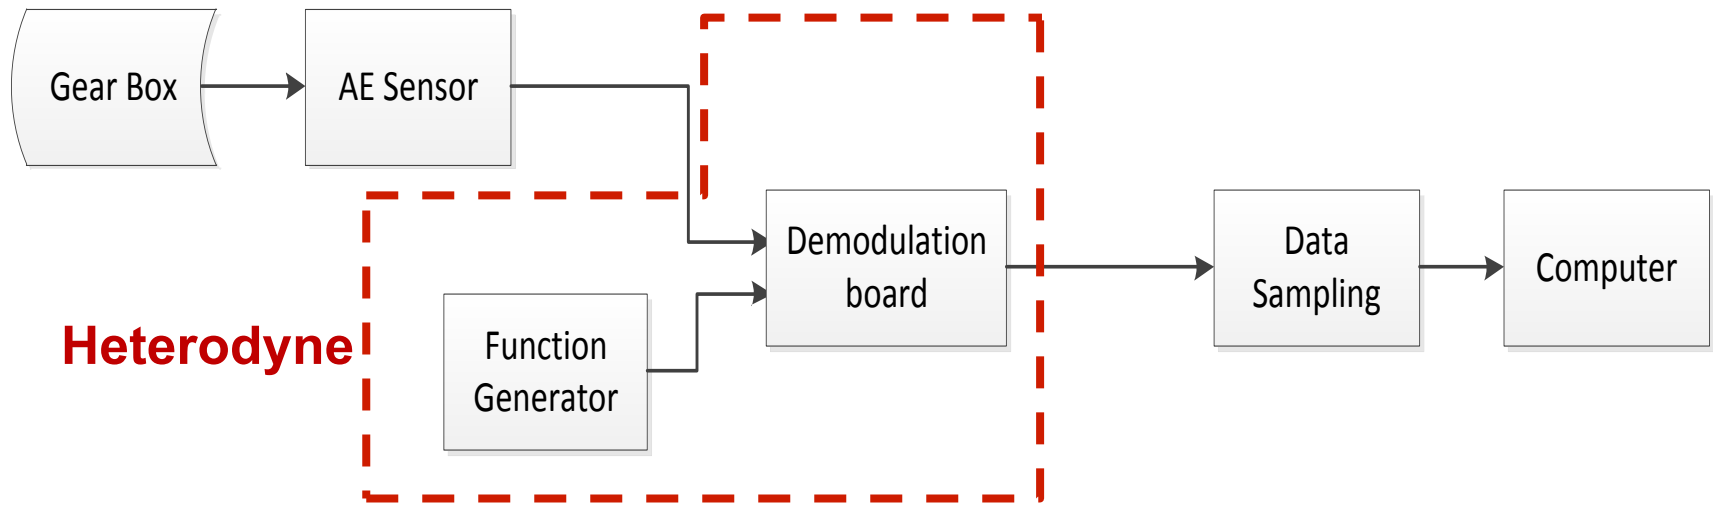 Gear Box
AE Sensor
Demodulation
board
Data
Sampling
Computer
Heterodyne
Function
Generator